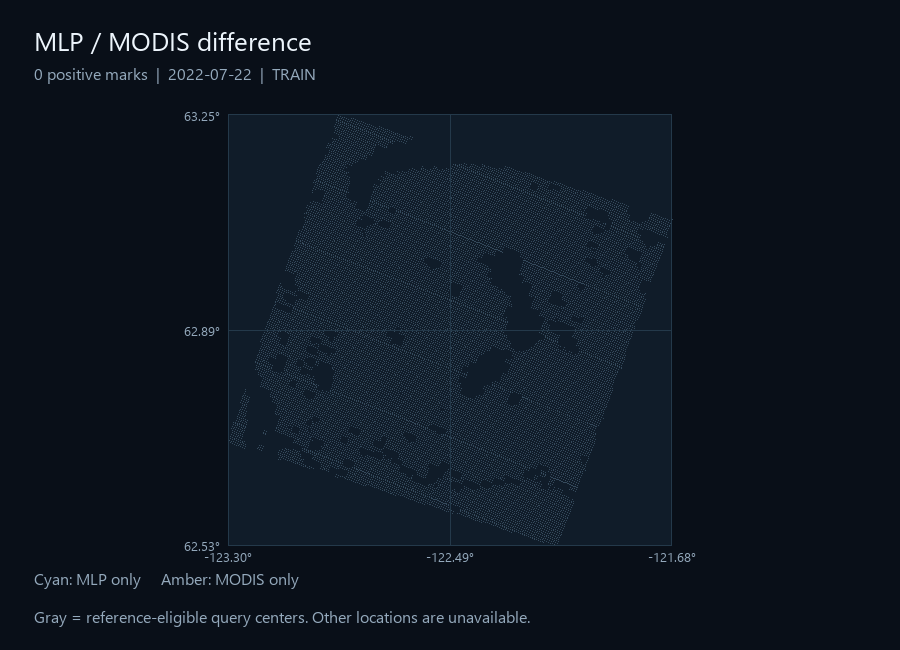 MLP / MODIS difference
0 positive marks | 2022-07-22 | TRAIN
63.25°
62.89°
62.53°
-123.30° -122.49° -121.68°
Cyan: MLP only Amber: MODIS only
Gray = reference-eligible query centers. Other locations are unavailable.